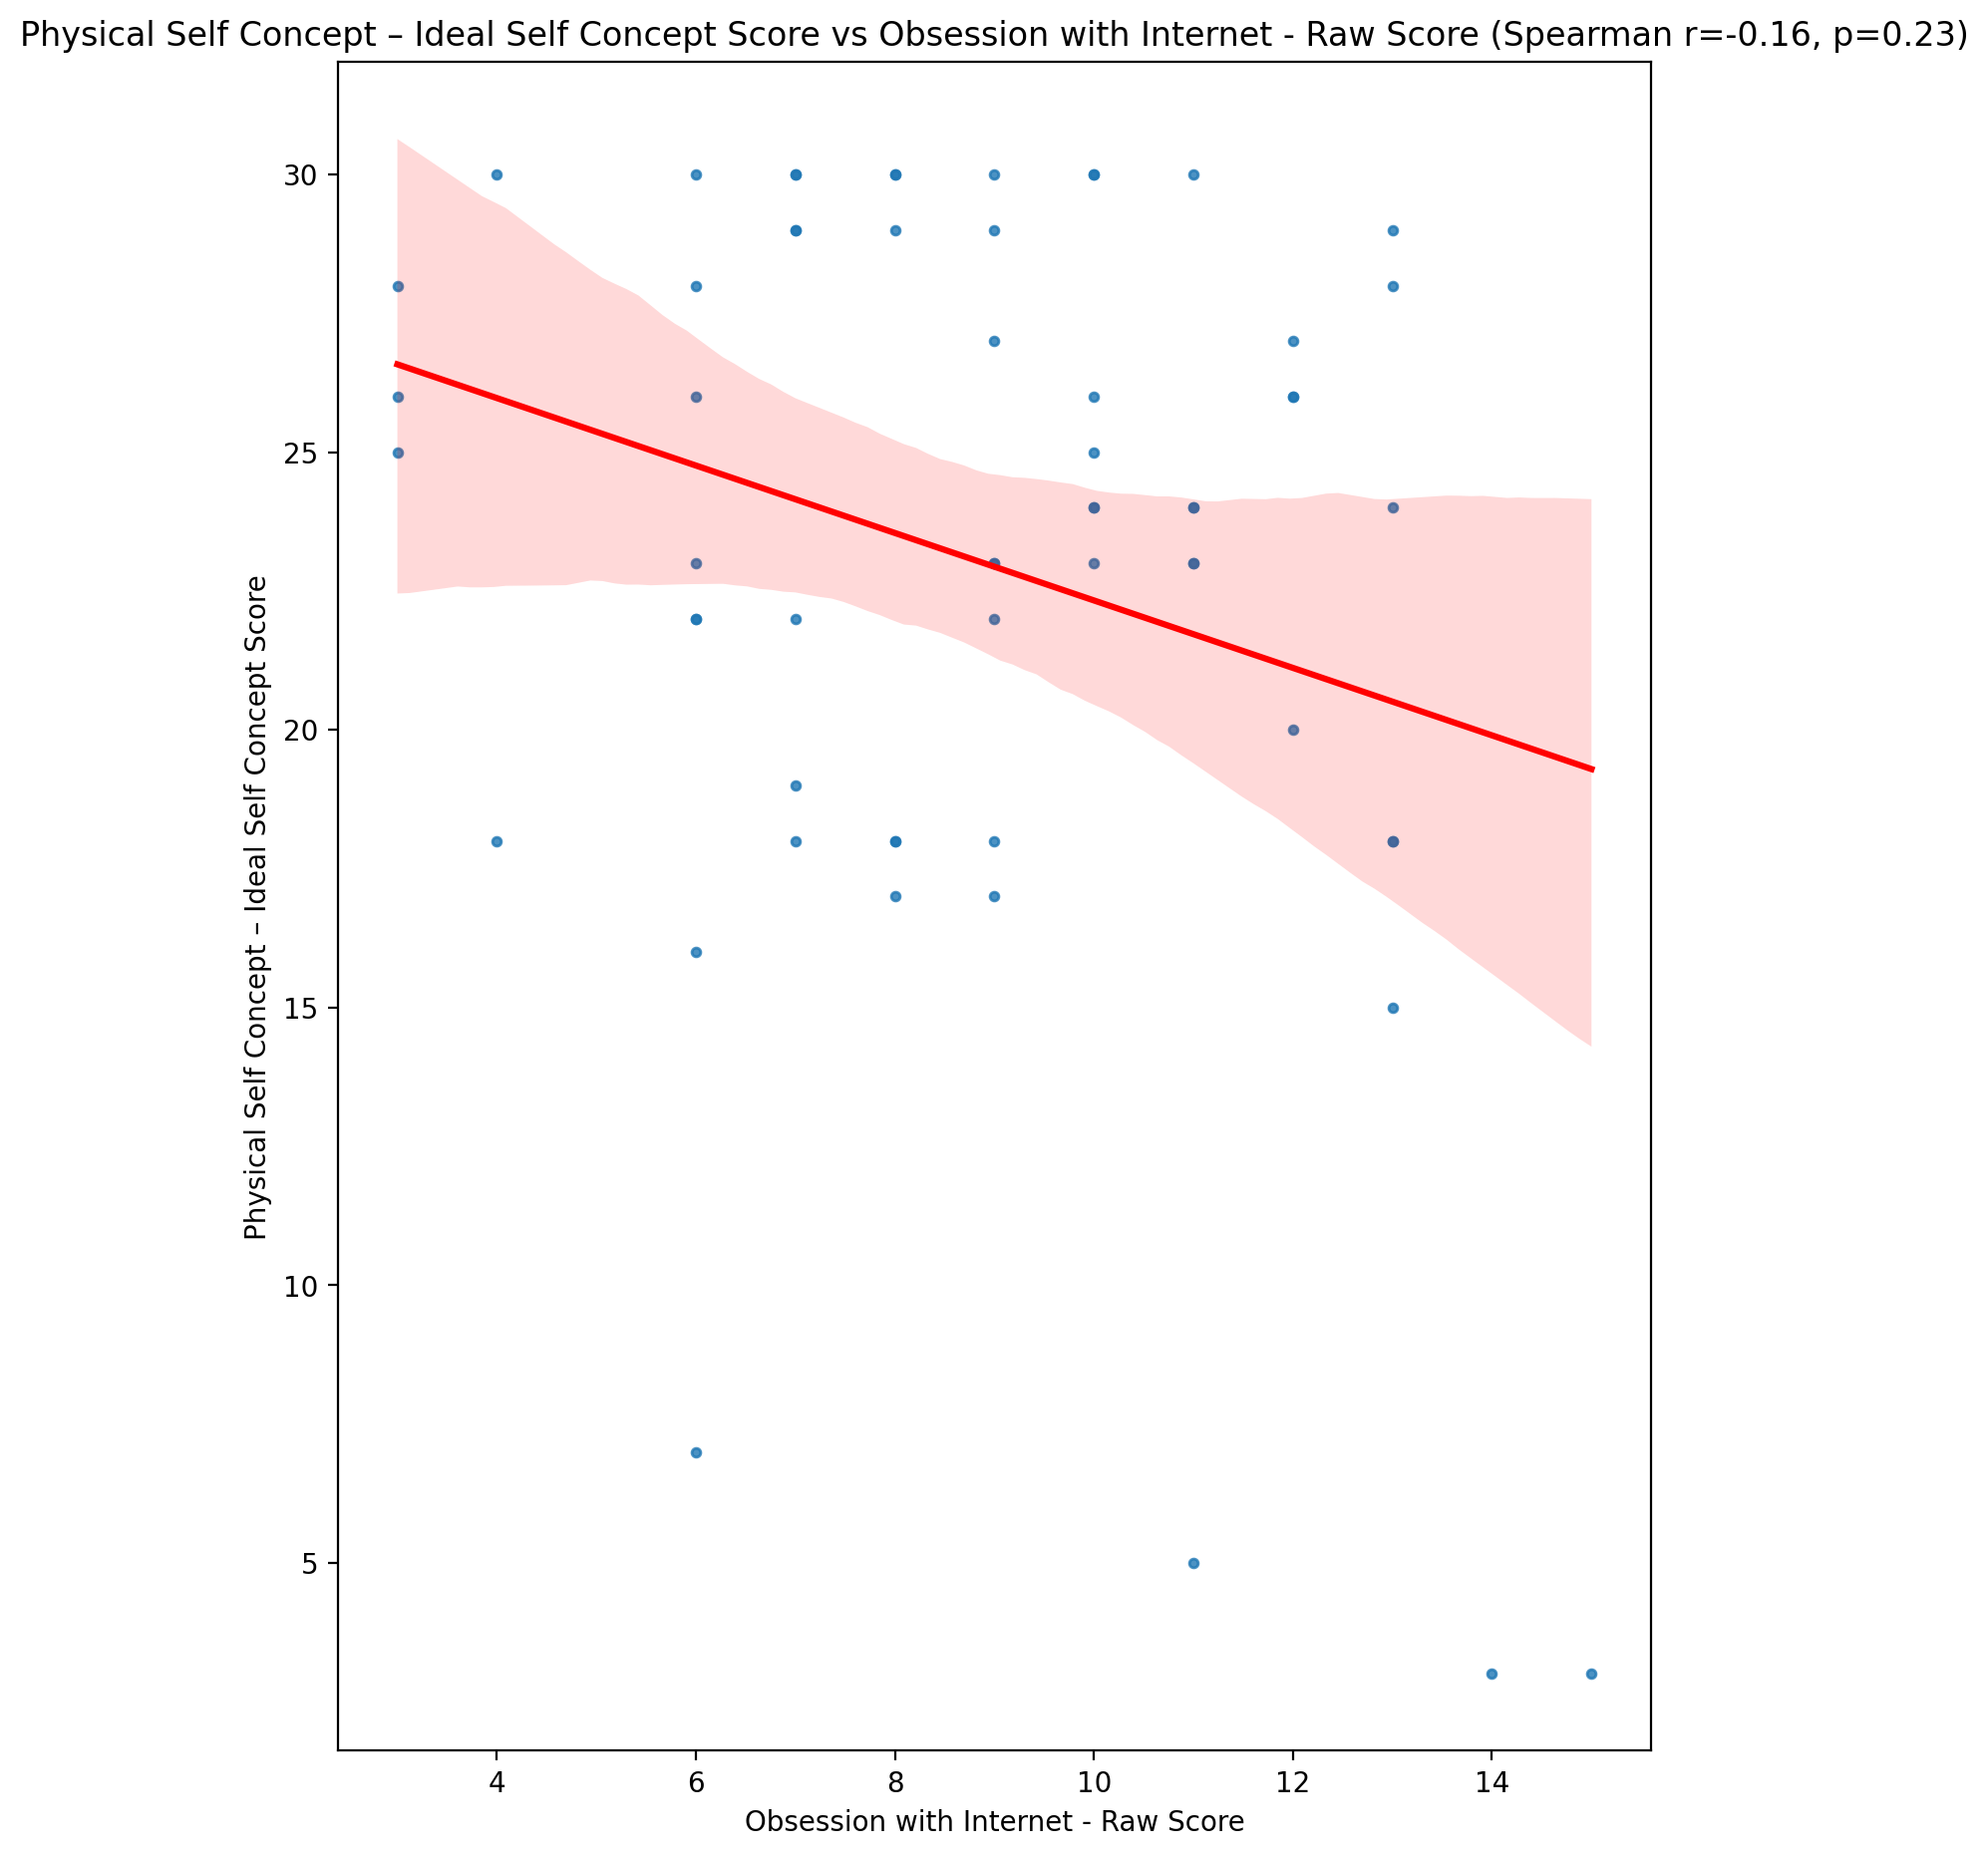 Physical Self Concept – Ideal Self Concept Score vs Obsession with Internet - Raw Score (Spearman r=-0.16, p=0.23)
Physical Self Concept – Ideal Self Concept Score
30
25
20
15
10
5
4 6 8 10 12 14
Obsession with Internet - Raw Score